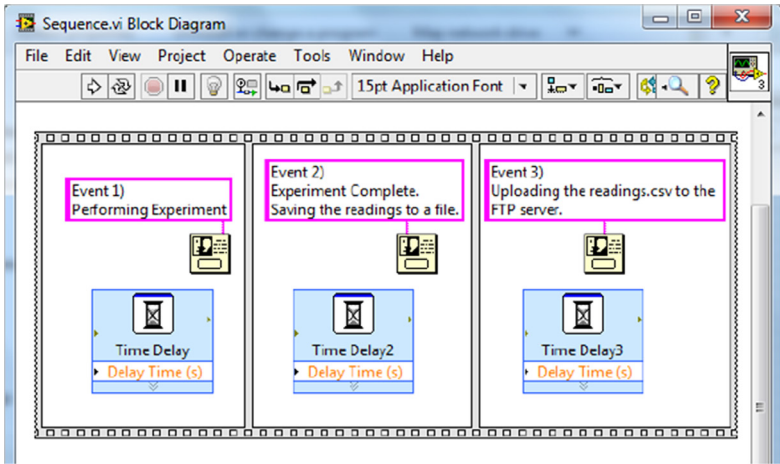 Sequence.vi Block Diagram
File Edit View Project Operate Tools Window Help
15pt Application Font
3
Event 1)
Performing Experiment
Event 2)
Experiment Complete.
Saving the readings to a file.
Event 3)
Uploading the readings.csv to the
FTP server.
Time Delay
Delay Time (s)
Time Delay2
Delay Time (s)
Time Delay3
Delay Time (s)